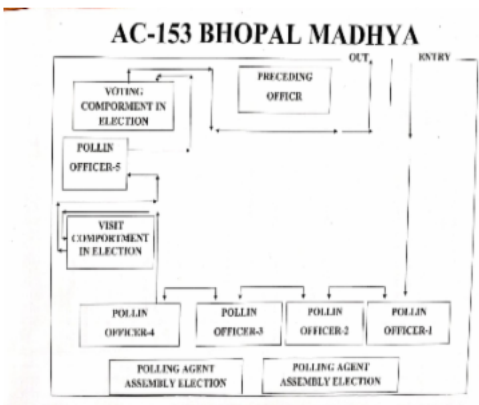 AC-153 BHOPAL MADHYA
OUT
ENTRY
PRECEDING
OFFICR
VOTING
COMPORMENT IN
ELECTION
POLLIN
OFFICER-5
VISIT
COMPORTMENT
IN ELECTION
POLLIN
OFFICER-4
POLLIN
OFFICER-3
POLLIN
OFFICER-2
POLLIN
OFFICER-1
POLLING AGENT
ASSEMBLY ELECTION
POLLING AGENT
ASSEMBLY ELECTION